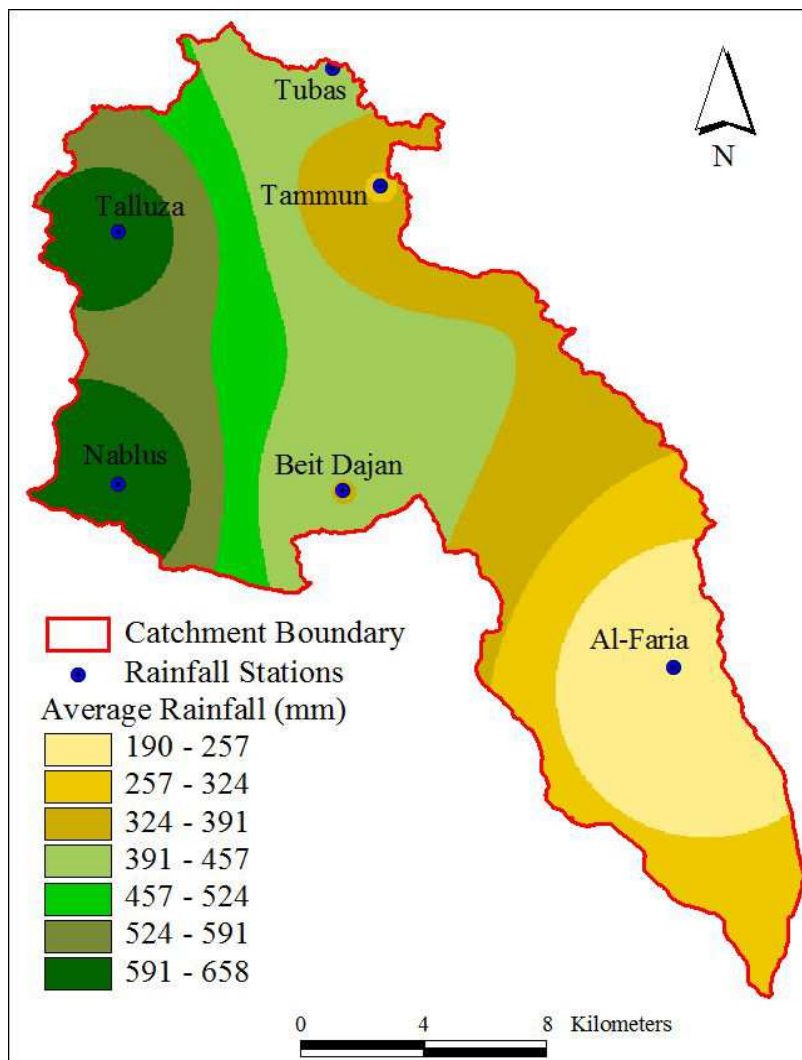 Tubas
N
Tammun
Talluza
Nablus
Beit Dajan
Al-Faria
Catchment Boundary
Rainfall Stations
Average Rainfall (mm)
190 - 257
257 - 324
324 - 391
391 - 457
457 - 524
524 - 591
591 - 658
0 4 8 Kilometers